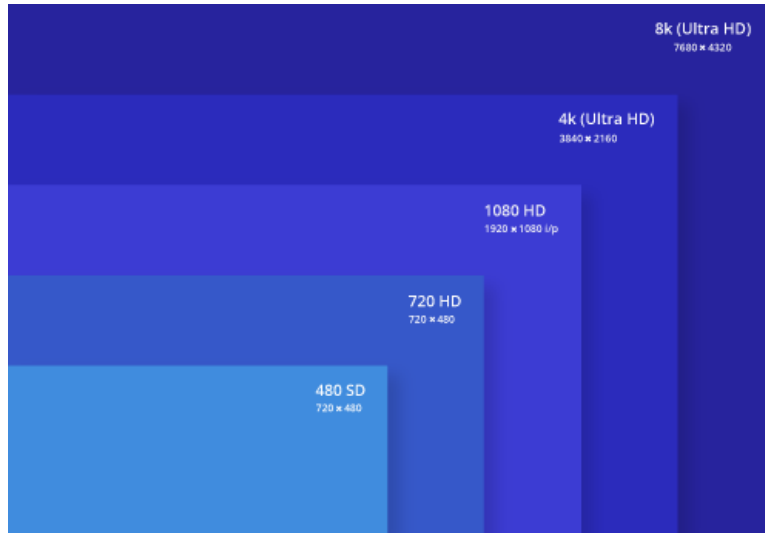 8k (Ultra HD)
7680 × 4320
4k (Ultra HD)
3840 × 2160
1080 HD
1920 × 1080 i/p
720 HD
720 × 480
480 SD
720 × 480